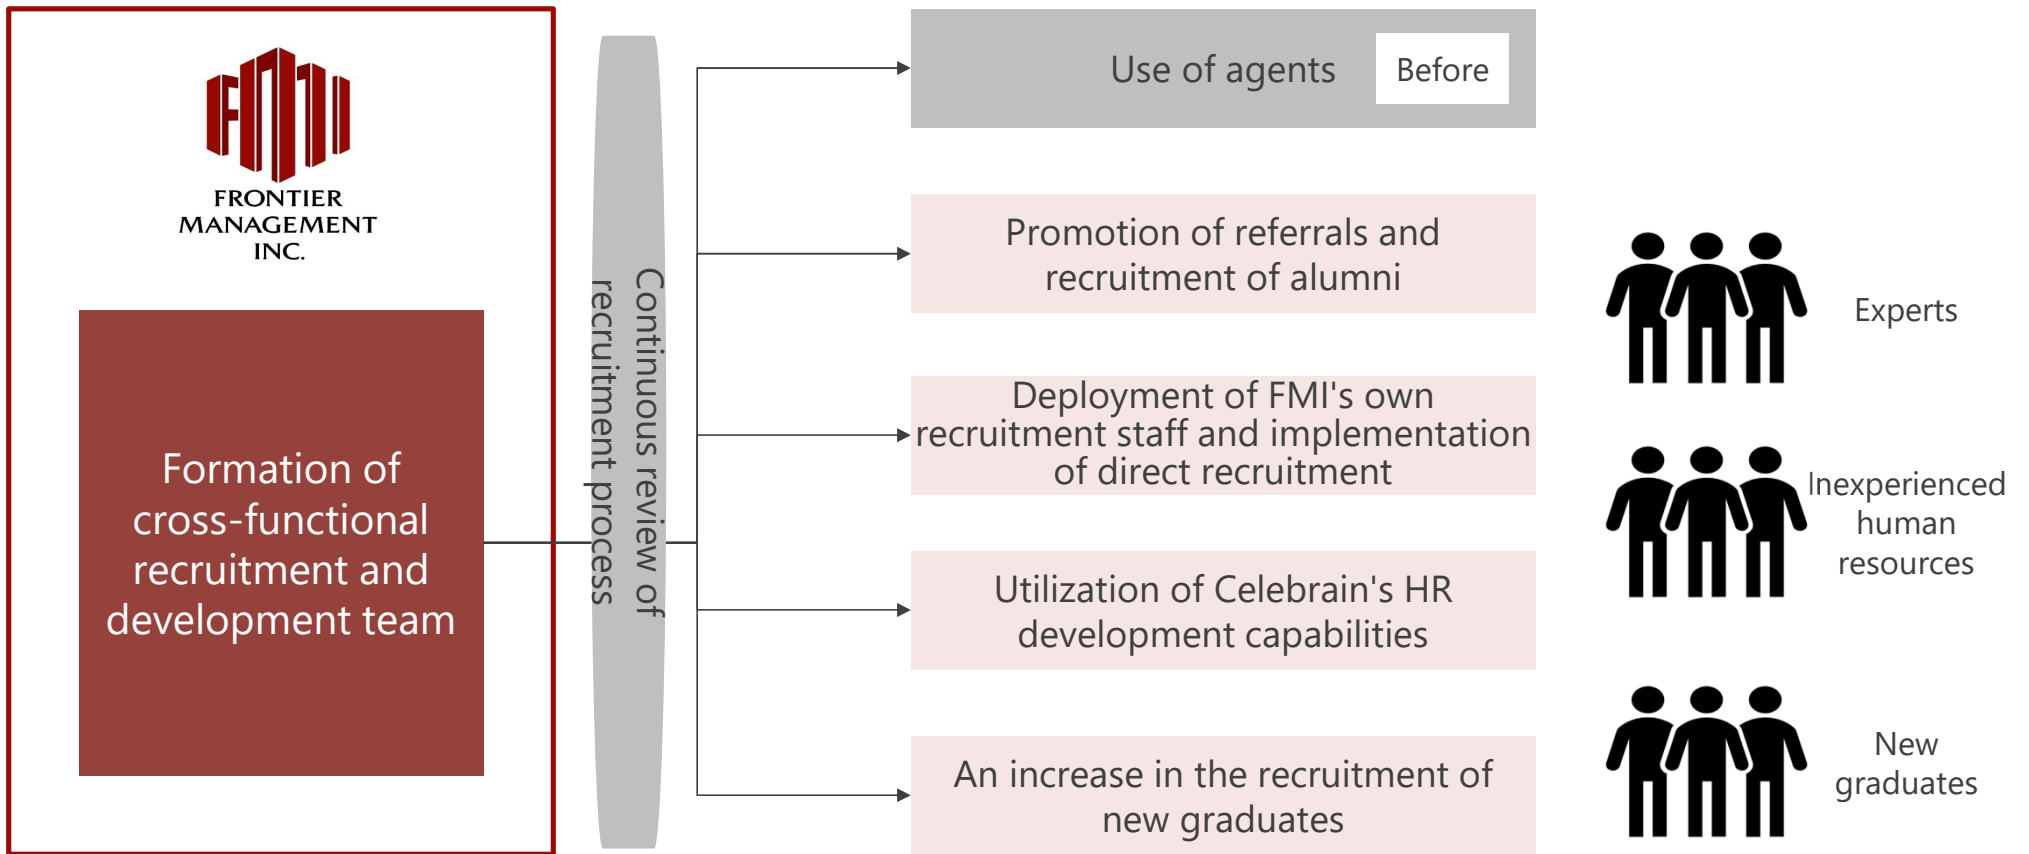 FMI
FRONTIER
MANAGEMENT
INC.
Formation of
cross-functional
recruitment and
development team
Continuous review of
recruitment process
Use of agents
Before
Promotion of referrals and
recruitment of alumni
Deployment of FMI's own
recruitment staff and implementation
of direct recruitment
Utilization of Celebrain's HR
development capabilities
An increase in the recruitment of
new graduates
Experts
Inexperienced
human
resources
New
graduates